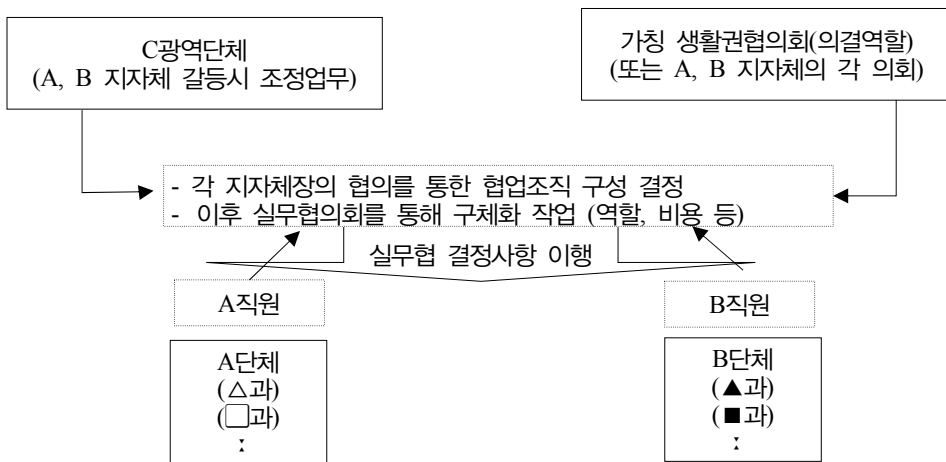 C광역단체
(A, B 지자체 갈등시 조정업무)
가칭 생활권협의회(의결역할)
(또는 A, B 지자체의 각 의회)
- 각 지자체장의 협의를 통한 협업조직 구성 결정
- 이후 실무협의회를 통해 구체화 작업 (역할, 비용 등)
실무협 결정사항 이행
A직원
B직원
A단체
(△과)
(□과)
:
B단체
(▲과)
(■과)
: